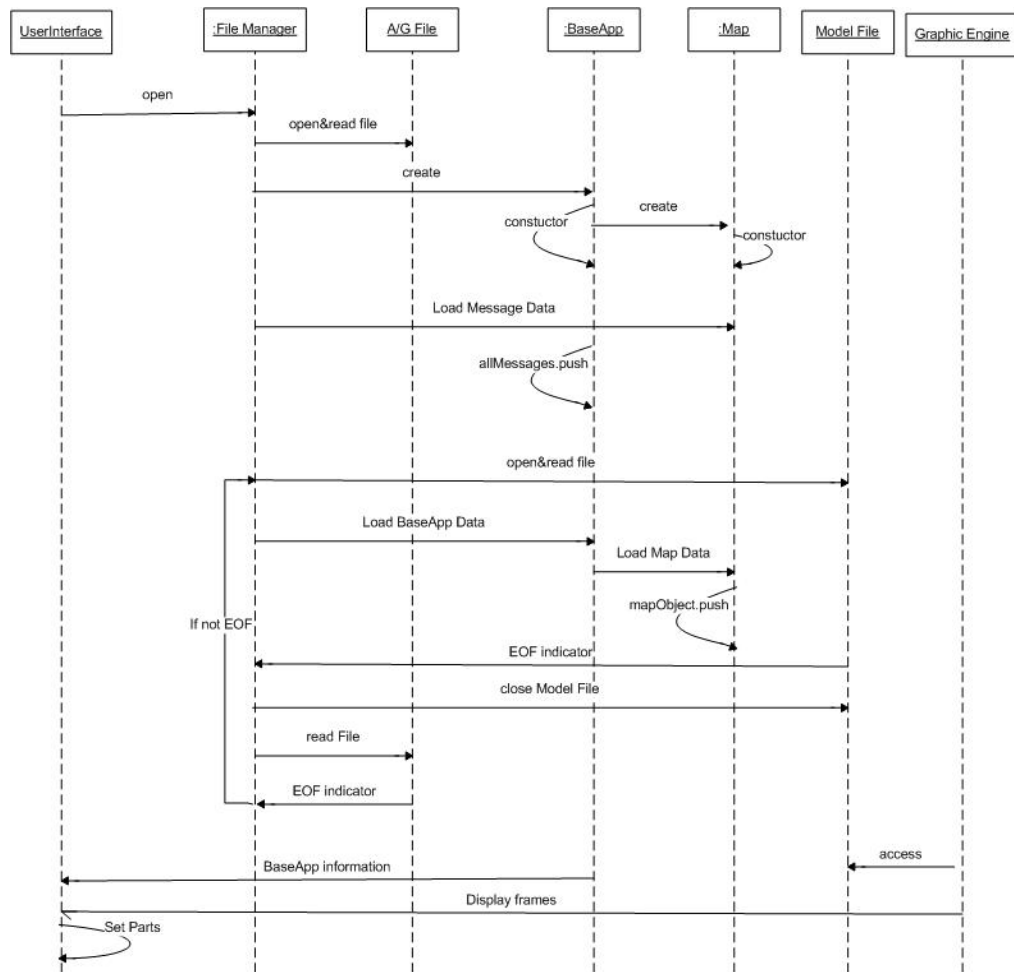 UserInterface
:File Manager
A/G File
:BaseApp
:Map
Model File
Graphic Engine
open
open&read file
create
constuctor
create
constuctor
Load Message Data
allMessages.push
open&read file
Load BaseApp Data
Load Map Data
mapObject.push
If not EOF
EOF indicator
close Model File
read File
EOF indicator
access
BaseApp information
Display frames
Set Parts